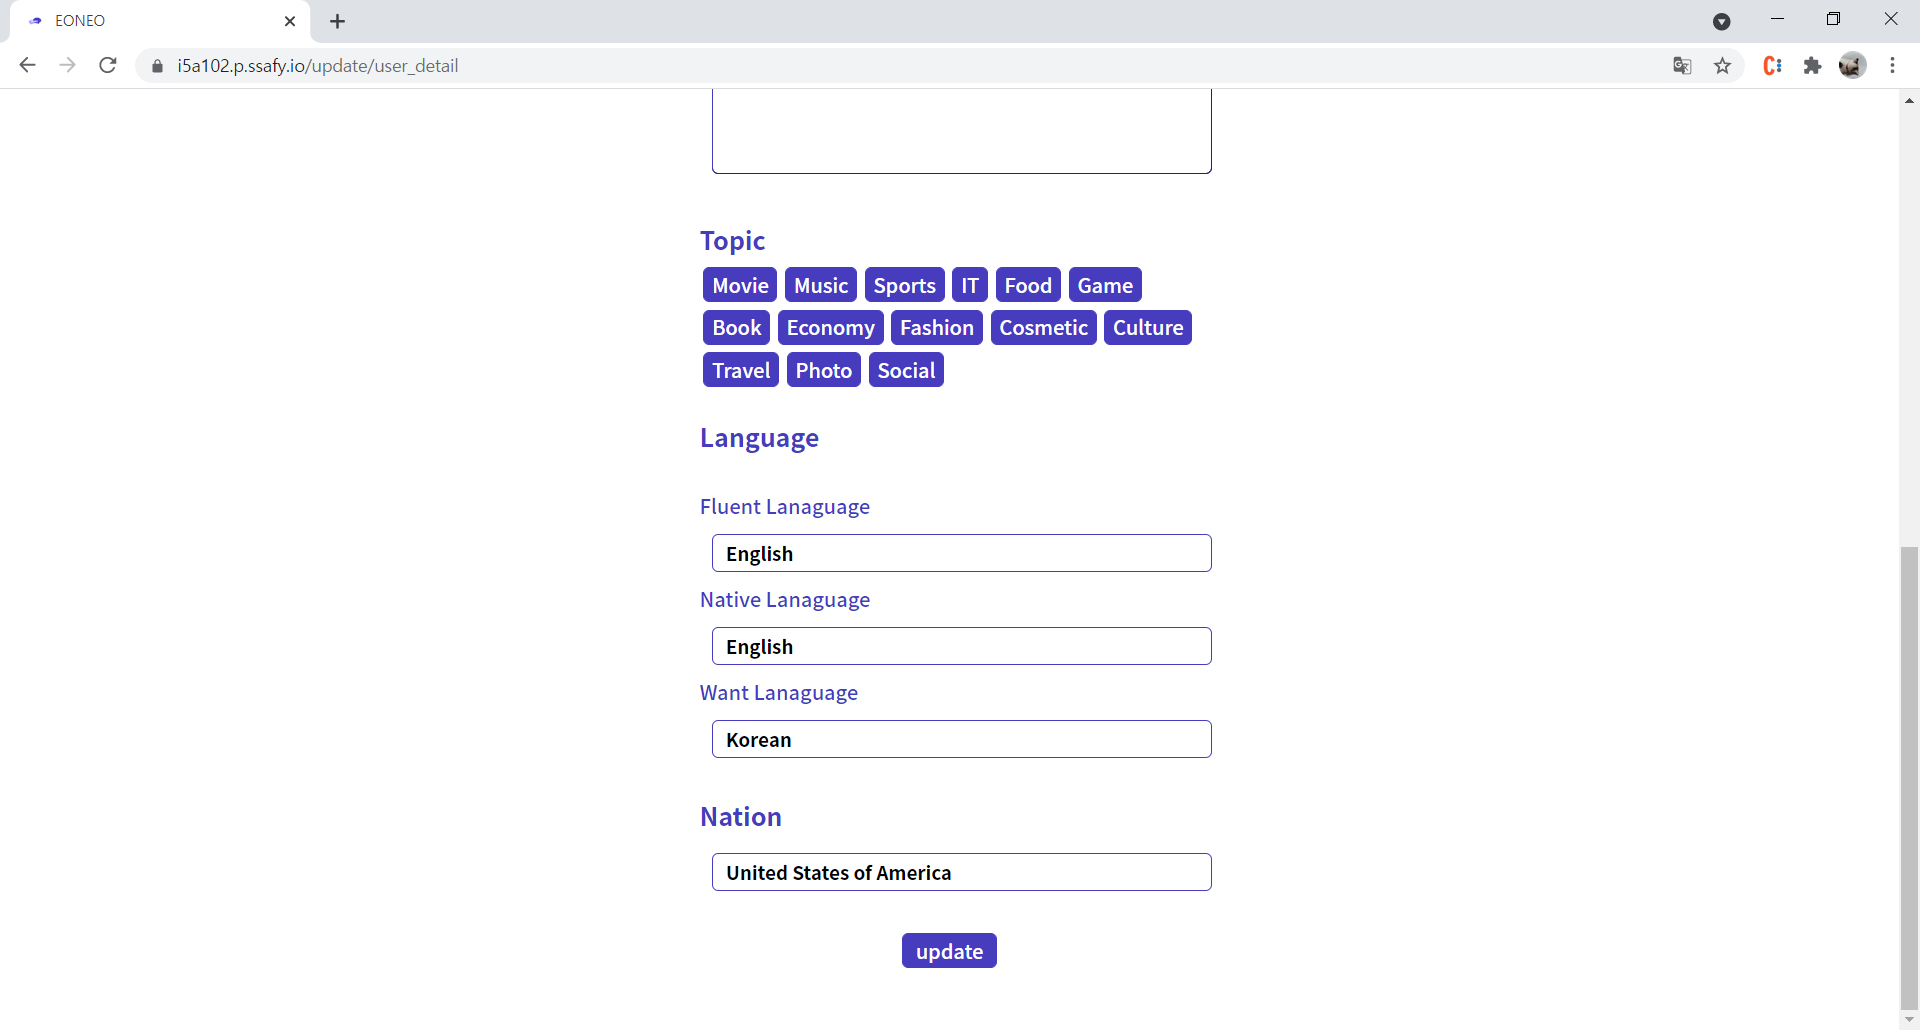 EONEO
i5a102.p.ssafy.io/update/user_detail
Topic
Movie Music Sports IT Food Game
Book Economy Fashion Cosmetic Culture
Travel Photo Social
Language
Fluent Lanaguage
English
Native Lanaguage
English
Want Lanaguage
Korean
Nation
United States of America
update